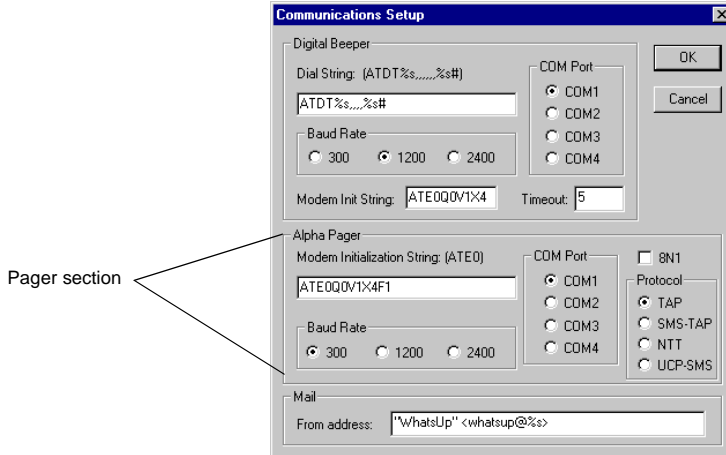 Communications Setup
Digital Beeper
Dial String: (ATDT%s,,,,,,%s#)
ATDT%s,,,,%s#
Baud Rate
300 1200 2400
Modem Init String: ATE0Q0V1X4 Timeout: 5
COM Port
COM1
COM2
COM3
COM4
OK
Cancel
Pager section
Alpha Pager
Modem Initialization String: (ATE0)
ATE0Q0V1X4F1
Baud Rate
300 1200 2400
COM Port
COM1
COM2
COM3
COM4
8N1
Protocol
TAP
SMS-TAP
NTT
UCP-SMS
Mail
From address: "WhatsUp" <whatsup@%s>